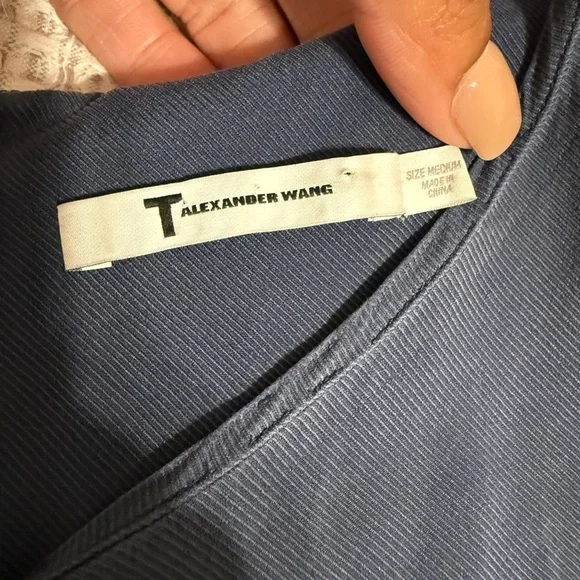 T ALEXANDER WANG
SIZE MEDIUM
MADE IN
CHINA